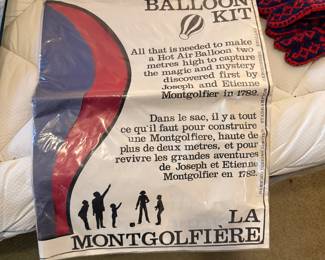 BALLOON
KIT
All that is needed to make
a Hot Air Balloon two
metres high to capture
the magic and mystery
discovered first by
Joseph and Etienne
Montgolfier in 1782.
Dans le sac, il y a tout
ce qu'il faut pour construire
une Montgolfiere, haute de
plus de deux metres, et pour
revivre les grandes aventures
de Joseph et Etienne
Montgolfier en 1782.
LA
MONTGOLFIÈRE